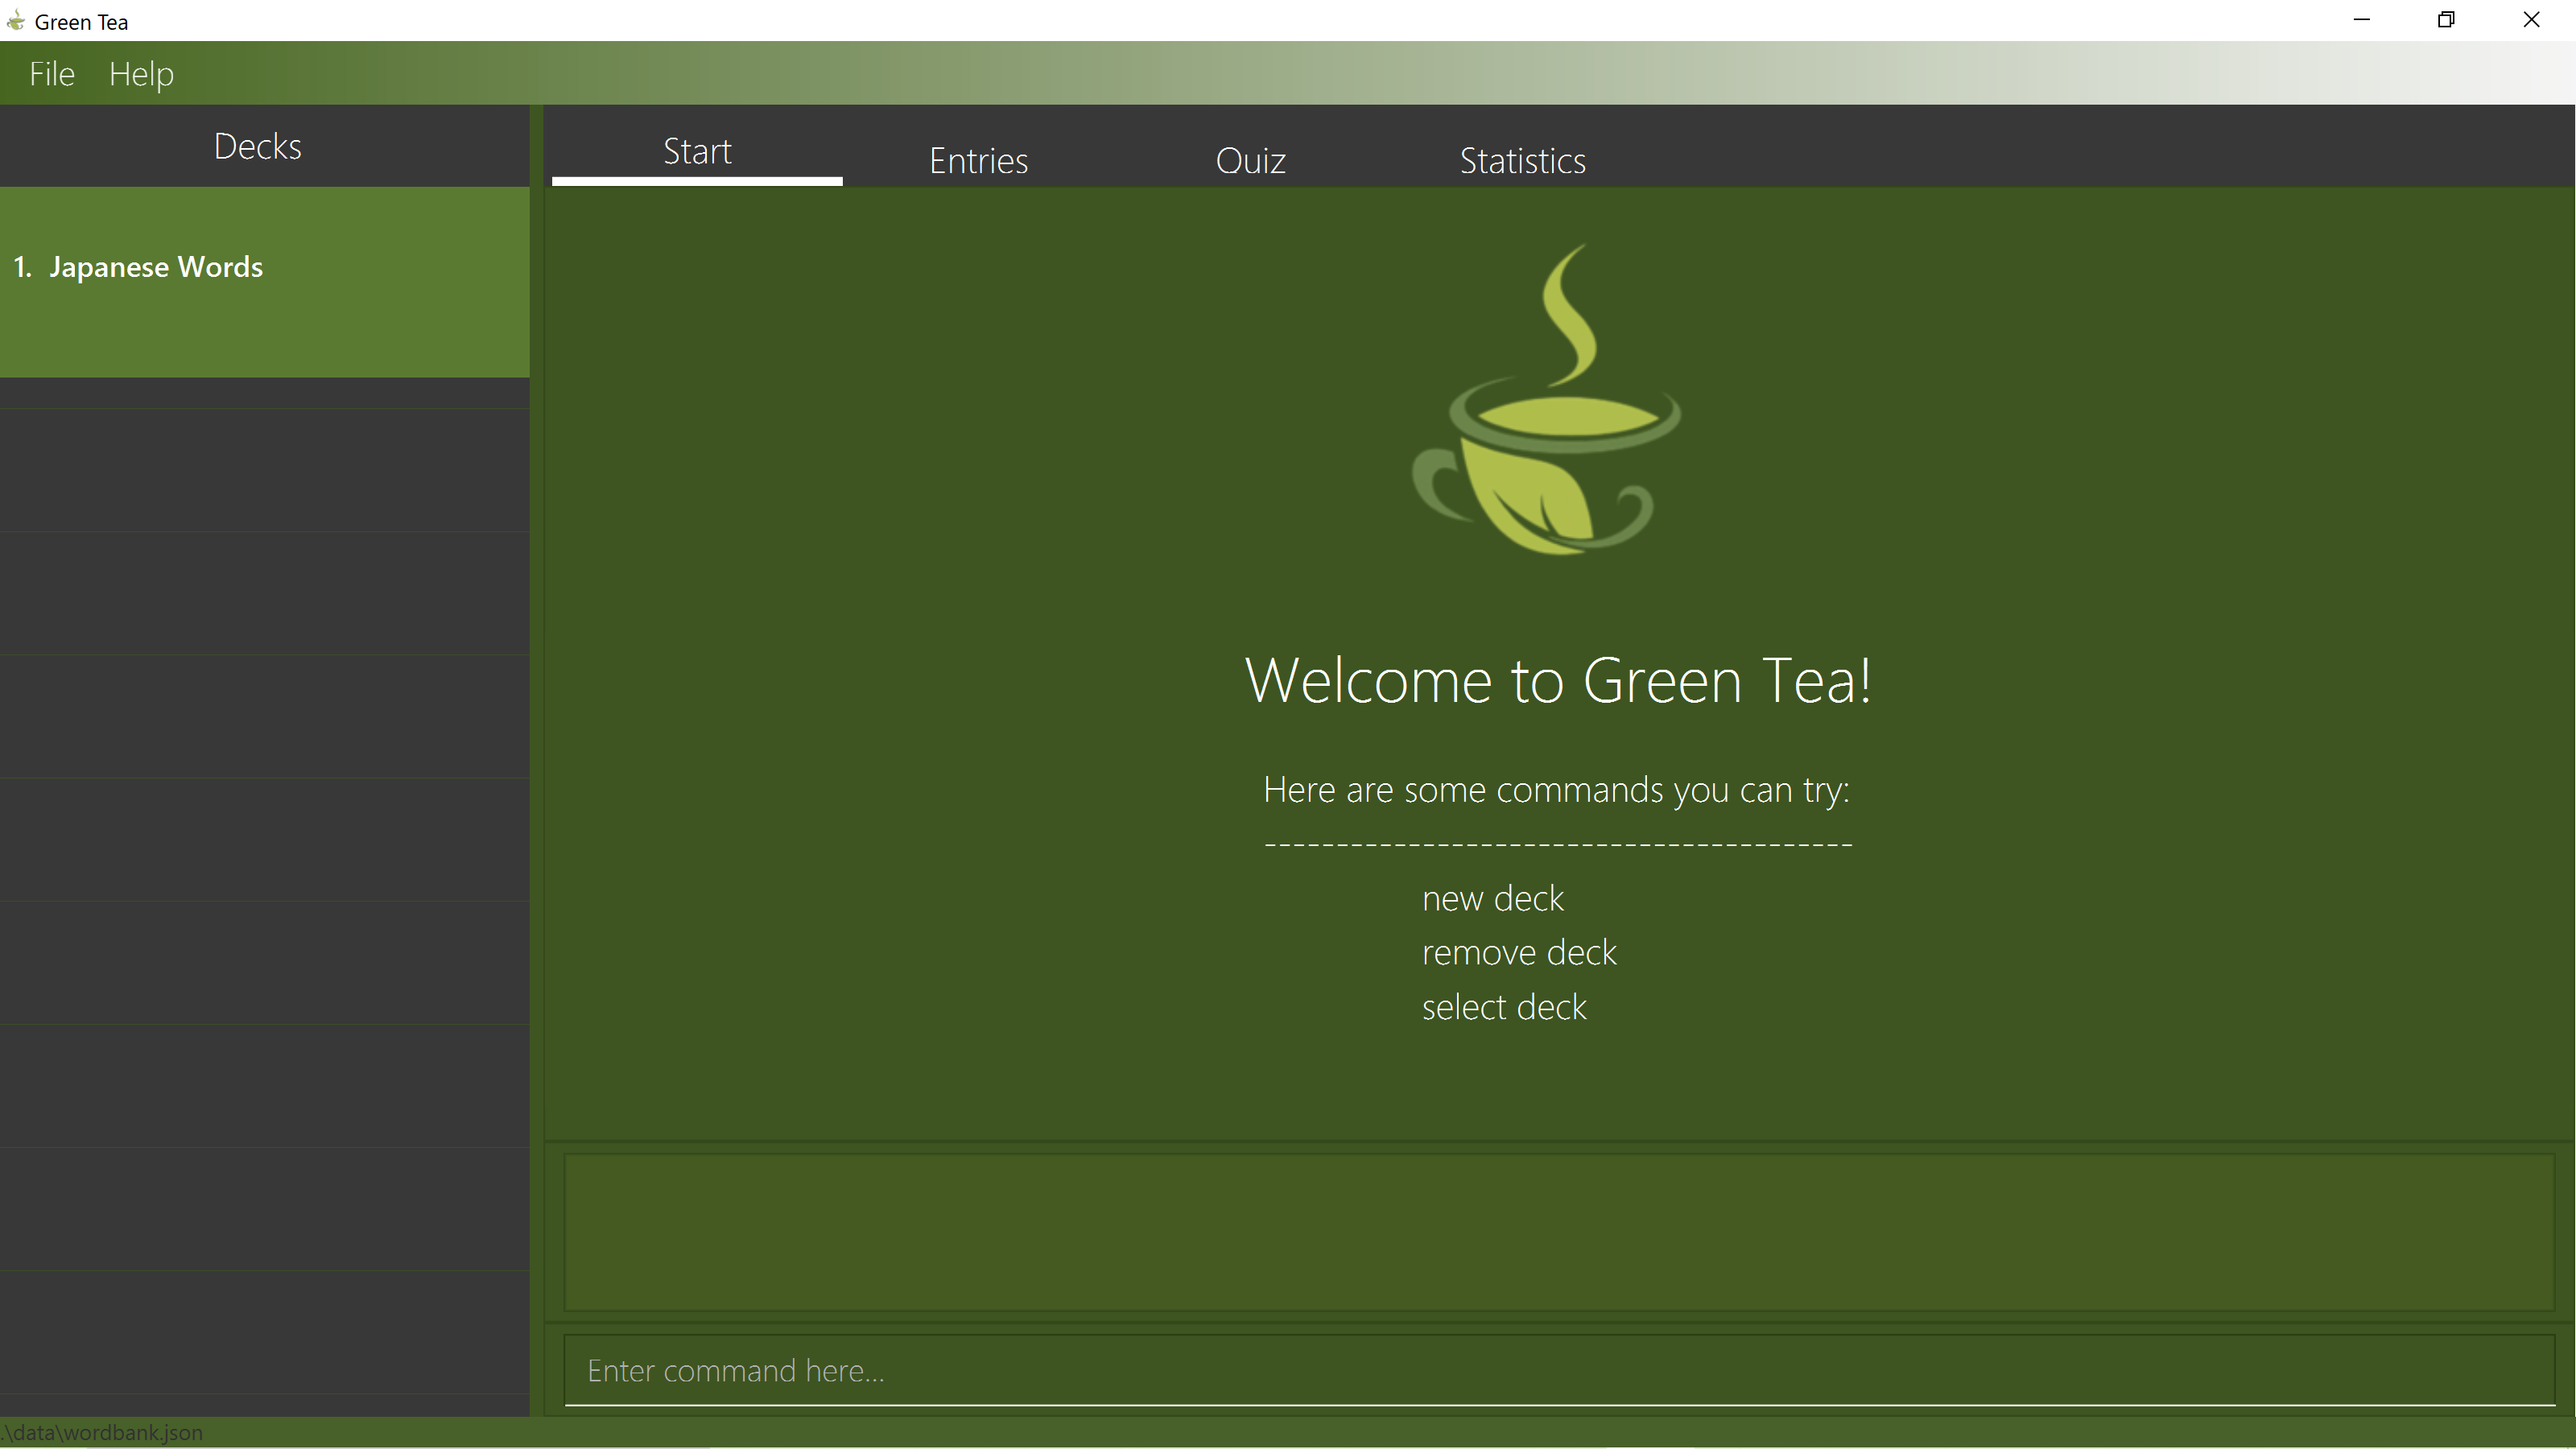 Green Tea
File Help
Decks
1. Japanese Words
Start Entries Quiz Statistics
Welcome to Green Tea!
Here are some commands you can try:
-----------------------------------------
new deck
remove deck
select deck
Enter command here...
.\data\wordbank.json